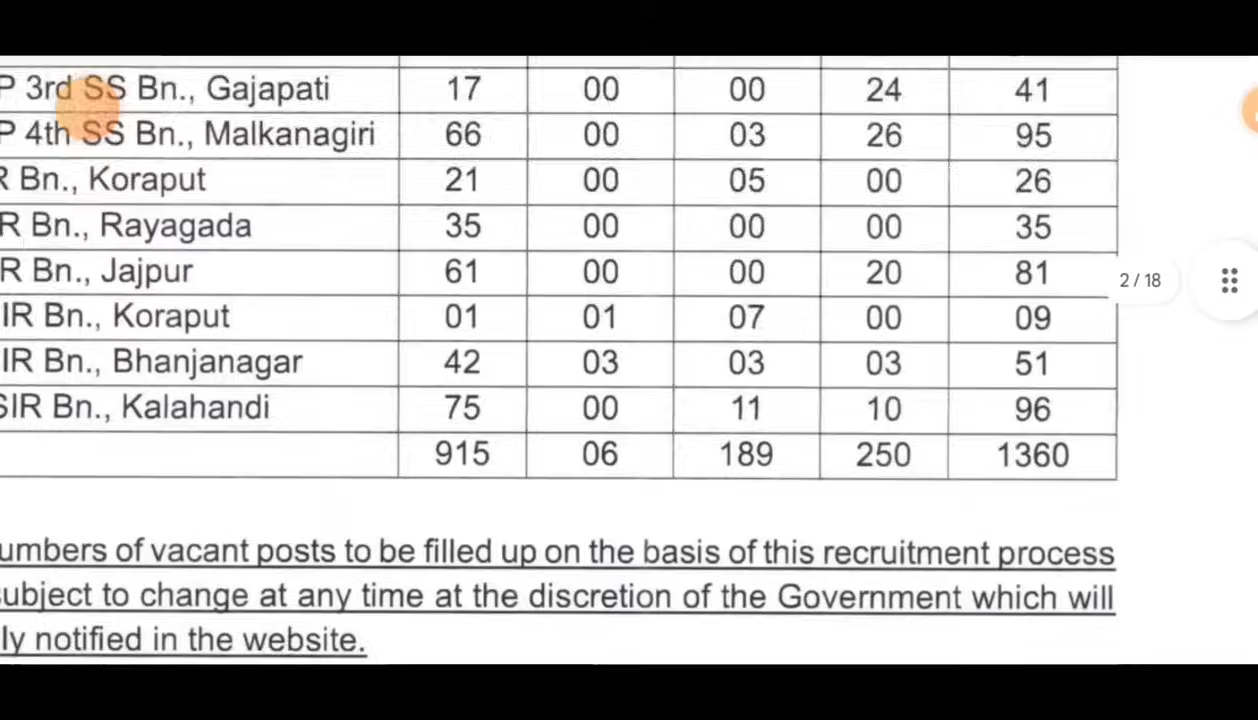 P 3rd SS Bn., Gajapati 17 00 00 24 41
P 4th SS Bn., Malkanagiri 66 00 03 26 95
R Bn., Koraput 21 00 05 00 26
R Bn., Rayagada 35 00 00 00 35
R Bn., Jajpur 61 00 00 20 81
2 / 18
IR Bn., Koraput 01 01 07 00 09
IR Bn., Bhanjanagar 42 03 03 03 51
SIR Bn., Kalahandi 75 00 11 10 96
915 06 189 250 1360
umbers of vacant posts to be filled up on the basis of this recruitment process
subject to change at any time at the discretion of the Government which will
ly notified in the website.